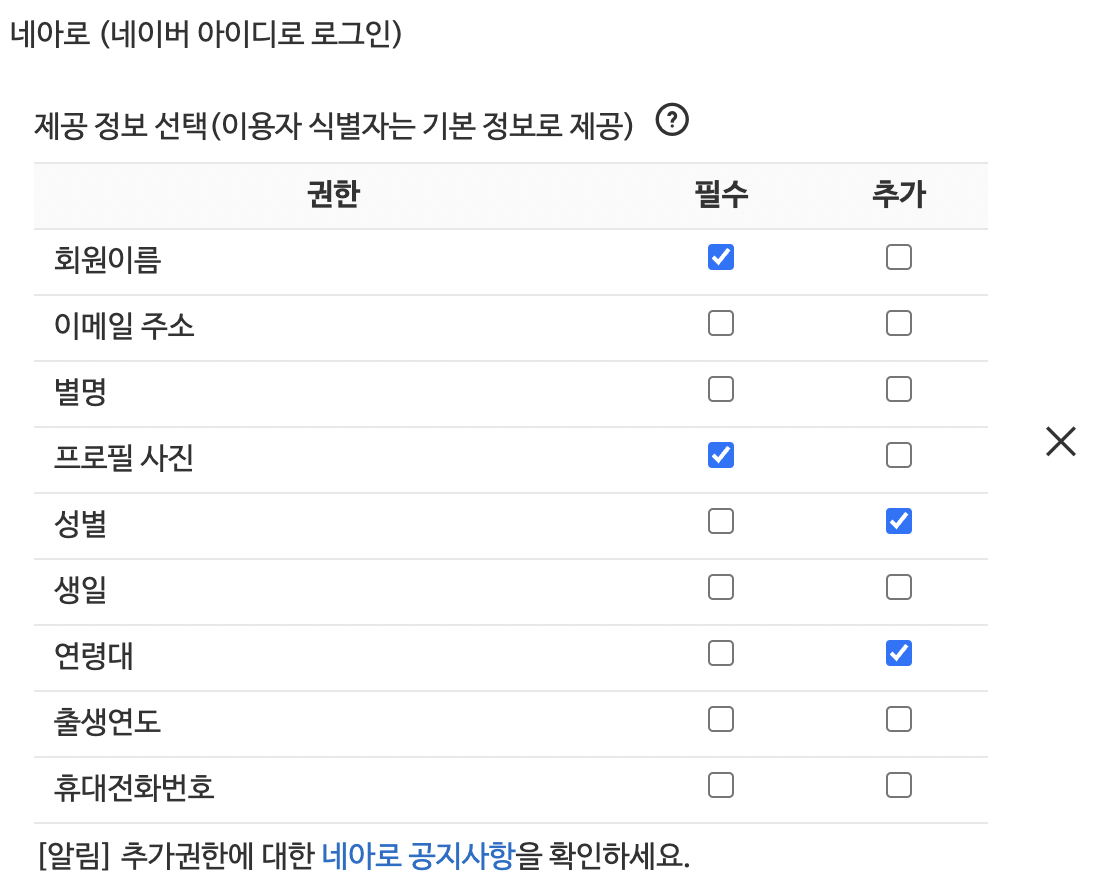 네아로 (네이버 아이디로 로그인)
제공 정보 선택(이용자 식별자는 기본 정보로 제공) ?
권한 필수 추가
회원이름
이메일 주소
별명
프로필 사진
성별
생일
연령대
출생연도
휴대전화번호
[알림] 추가권한에 대한 네아로 공지사항을 확인하세요.